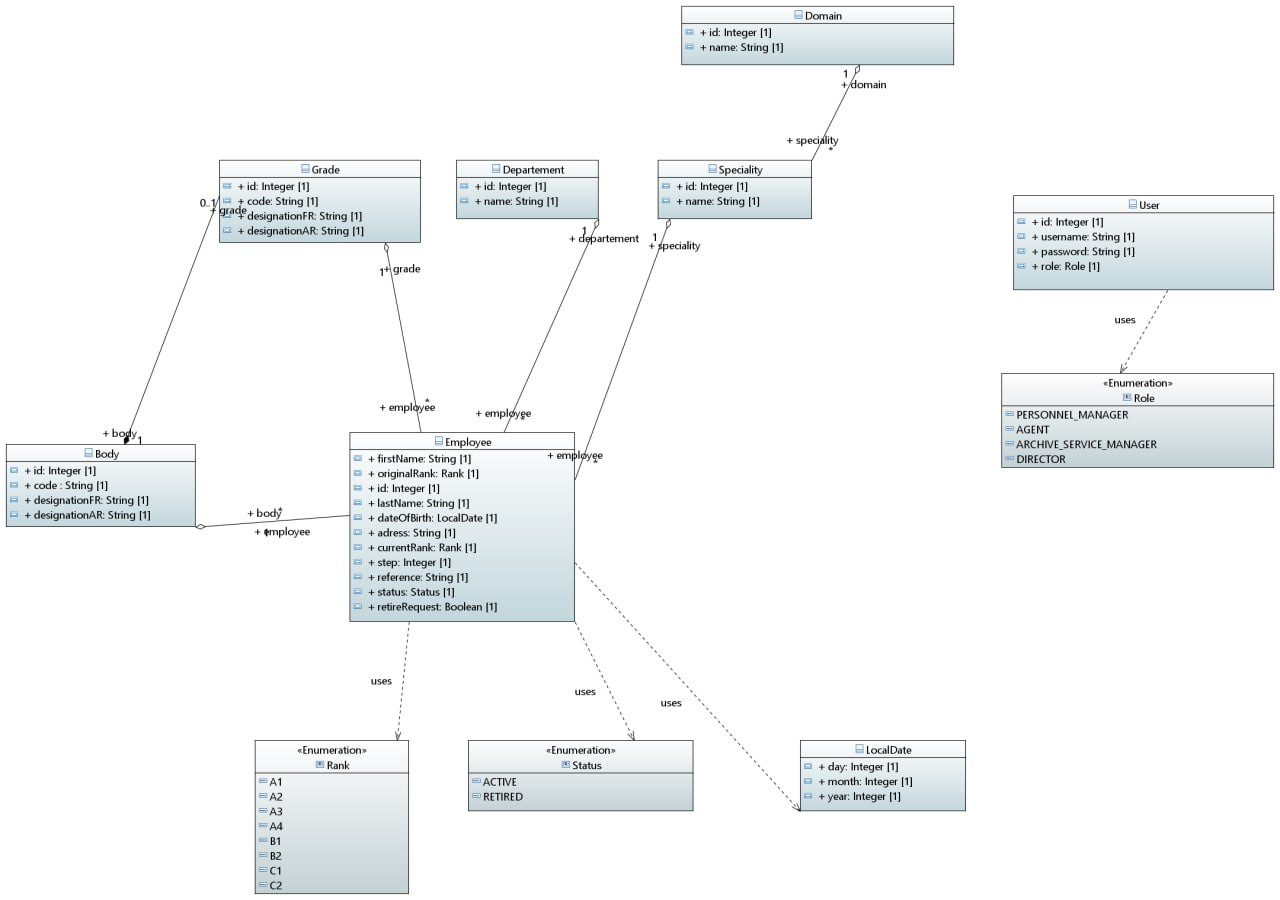 Domain
+ id: Integer [1]
+ name: String [1]
1
+ domain
+ speciality
*
Grade
+ id: Integer [1]
+ code: String [1]
+ designationFR: String [1]
+ designationAR: String [1]
0..1
+ grade
1
+ grade
Departement
+ id: Integer [1]
+ name: String [1]
1
+ departement
Speciality
+ id: Integer [1]
+ name: String [1]
1
+ speciality
User
+ id: Integer [1]
+ username: String [1]
+ password: String [1]
+ role: Role [1]
uses
«Enumeration»
Role
PERSONNEL_MANAGER
AGENT
ARCHIVE_SERVICE_MANAGER
DIRECTOR
+ employee
*
+ employee
*
+ employee
*
+ body
1
Body
+ id: Integer [1]
+ code : String [1]
+ designationFR: String [1]
+ designationAR: String [1]
+ body
*
+ employee
1
Employee
+ firstName: String [1]
+ originalRank: Rank [1]
+ id: Integer [1]
+ lastName: String [1]
+ dateOfBirth: LocalDate [1]
+ adress: String [1]
+ currentRank: Rank [1]
+ step: Integer [1]
+ reference: String [1]
+ status: Status [1]
+ retireRequest: Boolean [1]
uses
uses
uses
«Enumeration»
Rank
A1
A2
A3
A4
B1
B2
C1
C2
«Enumeration»
Status
ACTIVE
RETIRED
LocalDate
+ day: Integer [1]
+ month: Integer [1]
+ year: Integer [1]